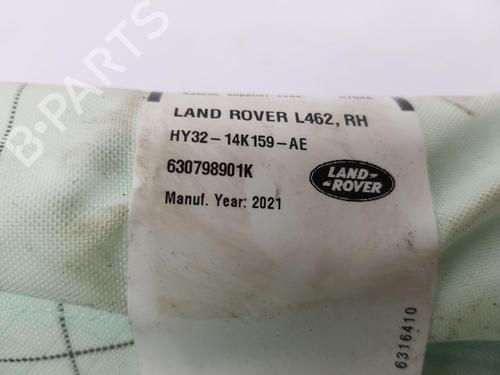 LAND ROVER L462, RH
HY32-14K159-AE
630798901K
Manuf. Year: 2021
LAND-
-ROVER
6316410
B-PARTS